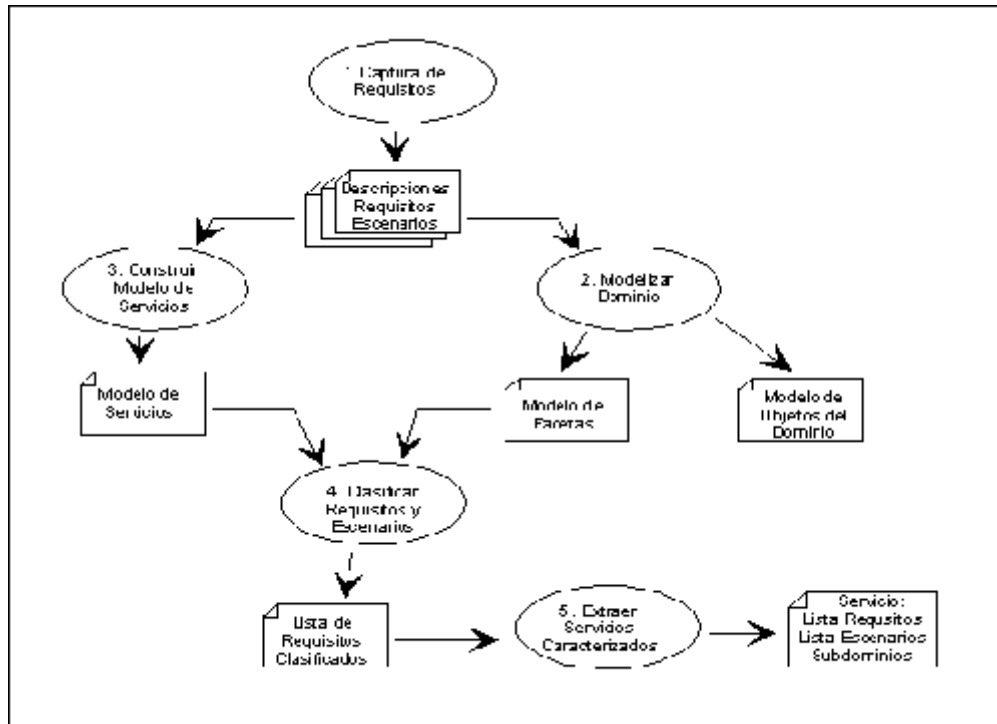 1. Captura de
Requisitos
Descripciones
Requisitos
Escenarios
3. Construir
Modelo de
Servicios
2. Modelizar
Dominio
Modelo de
Servicios
Modelo de
Facetas
Modelo de
Objetos del
Dominio
4. Clasificar
Requisitos y
Escenarios
Lista de
Requisitos
Clasificados
5. Extraer
Servicios
Caracterizados
Servicio:
Lista Requsitos
Lista Escenarios
Subdominios